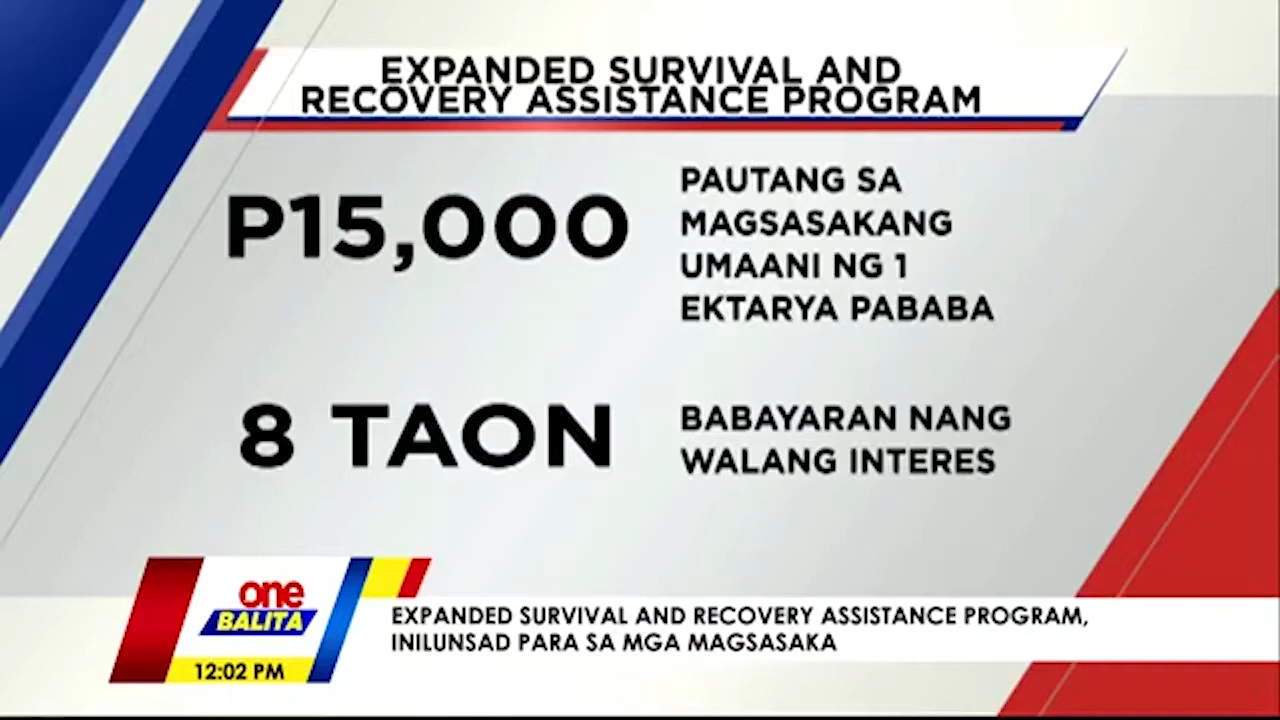 EXPANDED SURVIVAL AND
RECOVERY ASSISTANCE PROGRAM
P15,000
PAUTANG SA
MAGSASAKANG
UMAANI NG 1
EKTARYA PABABA
8 TAON
BABAYARAN NANG
WALANG INTERES
one
BALITA
12:02 PM
EXPANDED SURVIVAL AND RECOVERY ASSISTANCE PROGRAM,
INILUNSAD PARA SA MGA MAGSASAKA